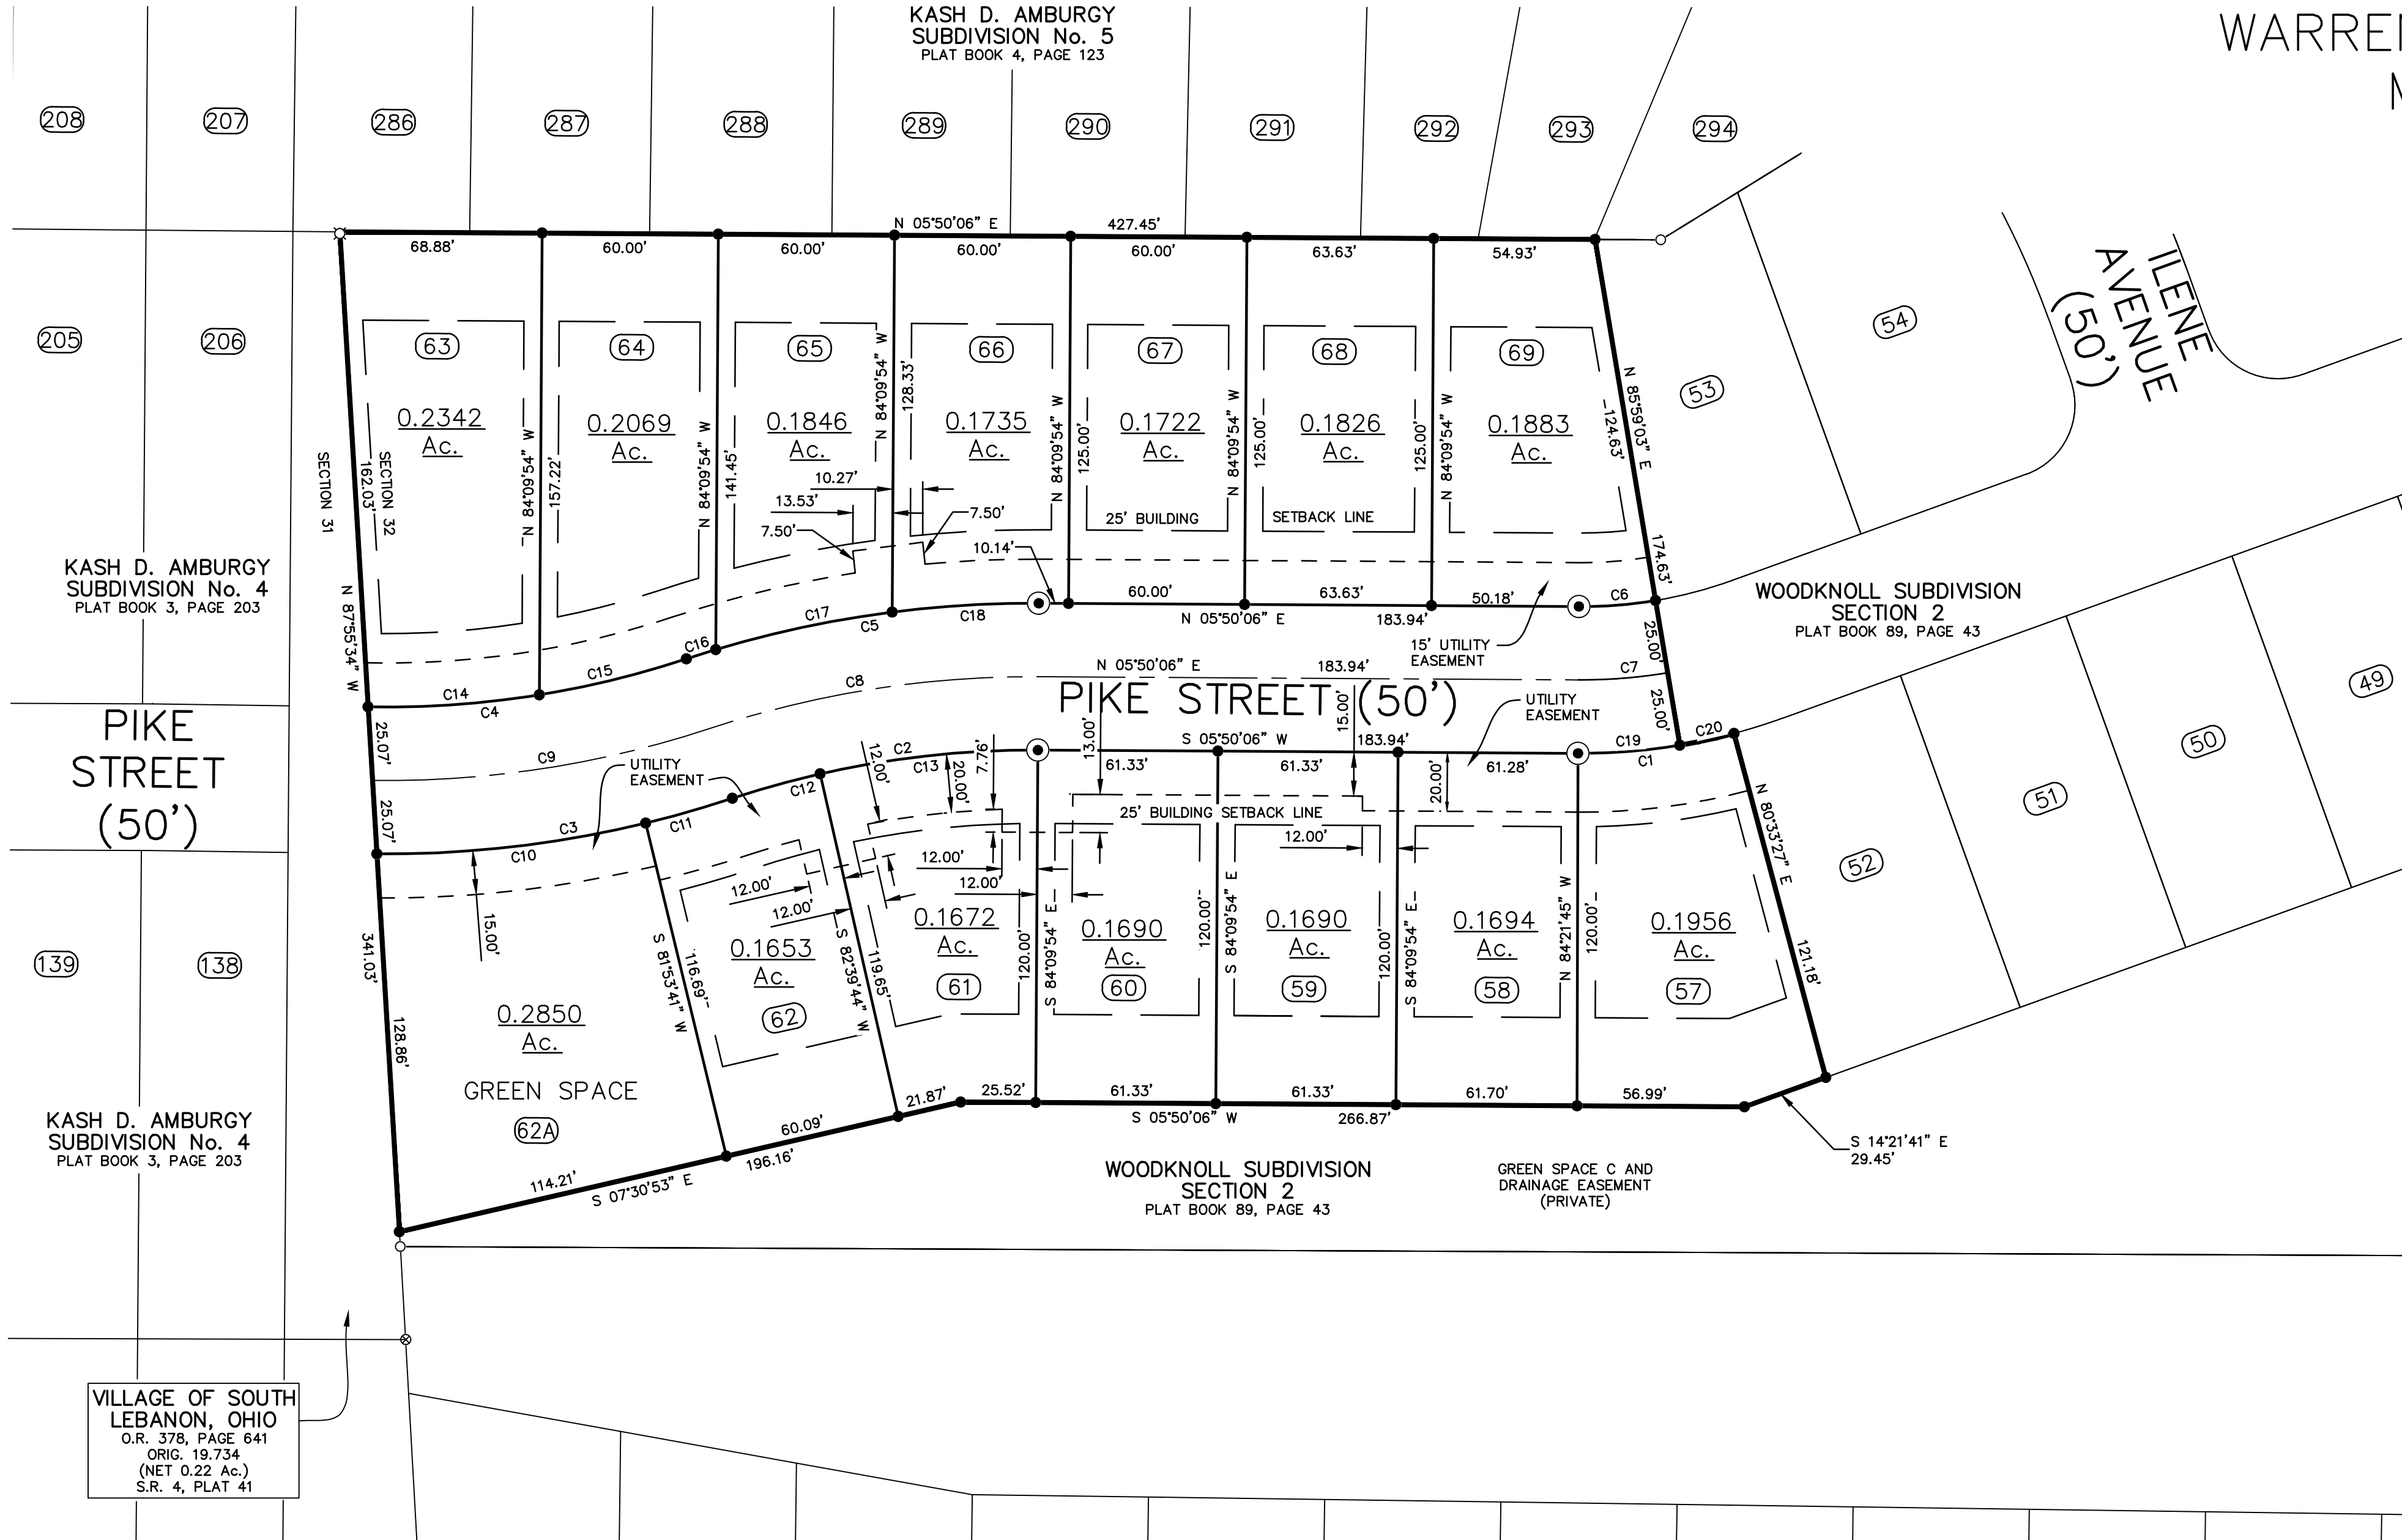 KASH D. AMBURGY
SUBDIVISION No. 5
PLAT BOOK 4, PAGE 123
208
207
286
287
288
289
290
291
292
293
294
N 05°50'06" E
427.45'
68.88'
60.00'
60.00'
60.00'
60.00'
63.63'
54.93'
ILENE
AVENUE
(50')
205
206
63
64
65
66
67
68
69
53
54
0.2342
Ac.
0.2069
Ac.
0.1846
Ac.
0.1735
Ac.
0.1722
Ac.
0.1826
Ac.
0.1883
Ac.
SECTION 31
SECTION 32
162.03'
N 84°09'54" W
157.22'
N 84°09'54" W
141.45'
N 84°09'54" W
128.33'
N 84°09'54" W
125.00'
N 84°09'54" W
125.00'
125.00'
N 84°09'54" W
124.63'
N 85°59'03" E
174.63'
10.27'
13.53'
7.50'
7.50'
10.14'
25' BUILDING
SETBACK LINE
KASH D. AMBURGY
SUBDIVISION No. 4
PLAT BOOK 3, PAGE 203
N 87°55'34" W
WOODKNOLL SUBDIVISION
SECTION 2
PLAT BOOK 89, PAGE 43
C14
C4
C15
C16
C17
C5
C18
60.00'
63.63'
50.18'
C6
N 05°50'06" E
183.94'
15' UTILITY
EASEMENT
25.00'
C7
N 05°50'06" E
183.94'
C8
C9
PIKE STREET (50')
UTILITY
EASEMENT
25.00'
PIKE
STREET
(50')
25.07'
25.07'
UTILITY
EASEMENT
C3
C10
C11
C12
C2
C13
12.00'
20.00'
7.76'
13.00'
15.00'
20.00'
S 05°50'06" W
183.94'
61.33'
61.33'
61.28'
C19
C1
C20
52
51
50
49
25' BUILDING SETBACK LINE
12.00'
12.00'
12.00'
12.00'
12.00'
15.00'
N 80°33'27" E
121.18'
139
138
341.03'
128.86'
S 81°53'41" W
116.69'
S 82°39'44" W
119.65'
120.00'
S 84°09'54" E
120.00'
S 84°09'54" E
120.00'
S 84°09'54" E
N 84°21'45" W
120.00'
0.2850
Ac.
GREEN SPACE
62A
0.1653
Ac.
62
0.1672
Ac.
61
0.1690
Ac.
60
0.1690
Ac.
59
0.1694
Ac.
58
0.1956
Ac.
57
KASH D. AMBURGY
SUBDIVISION No. 4
PLAT BOOK 3, PAGE 203
114.21'
60.09'
21.87'
25.52'
61.33'
61.33'
61.70'
56.99'
S 07°30'53" E
196.16'
S 05°50'06" W
266.87'
S 14°21'41" E
29.45'
WOODKNOLL SUBDIVISION
SECTION 2
PLAT BOOK 89, PAGE 43
GREEN SPACE C AND
DRAINAGE EASEMENT
(PRIVATE)
VILLAGE OF SOUTH
LEBANON, OHIO
O.R. 378, PAGE 641
ORIG. 19.734
(NET 0.22 Ac.)
S.R. 4, PLAT 41